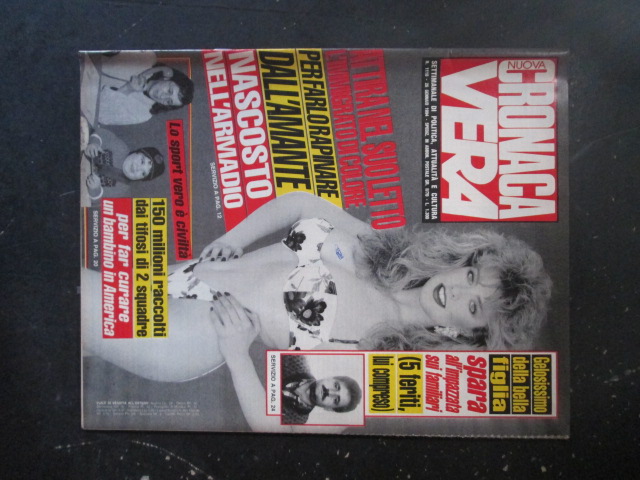 NUOVA
CRONACA
VERA
SETTIMANALE DI POLITICA, ATTUALITÀ E CULTURA
ATTIRA NEL SUO LETTO
PER FARLO RAPINARE
DALL'AMANTE
NASCOSTO
NELL'ARMADIO
SERVIZIO A PAG. 12
Lo sport vero è civiltà
150 milioni raccolti
dai tifosi di 2 squadre
per far curare
un bambino in America
SERVIZIO A PAG. 20
Gelosissimo
della bella
figlia
spara
all'impazzata
sui familiari
(5 feriti,
lui compreso)
SERVIZIO A PAG. 24